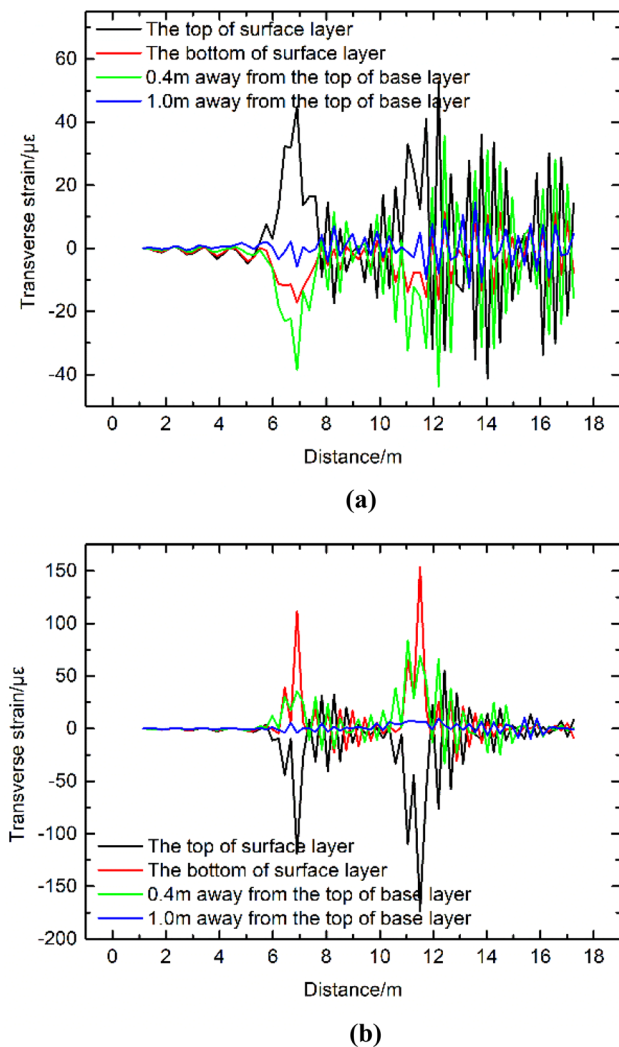 The top of surface layer
The bottom of surface layer
0.4m away from the top of base layer
1.0m away from the top of base layer
Transverse strain/με
60
40
20
0
-20
-40
0 2 4 6 8 10 12 14 16 18
Distance/m
(a)
Transverse strain/με
150
100
50
0
-50
-100
-150
-200
The top of surface layer
The bottom of surface layer
0.4m away from the top of base layer
1.0m away from the top of base layer
0 2 4 6 8 10 12 14 16 18
Distance/m
(b)